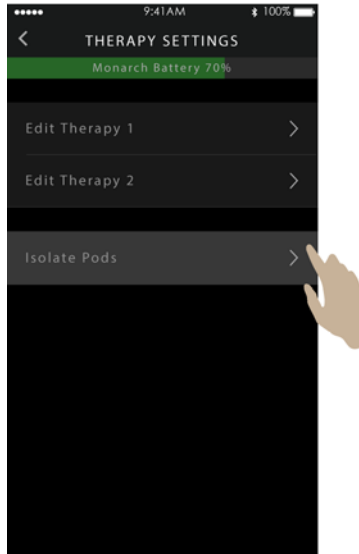 9:41AM 100%
THERAPY SETTINGS
Monarch Battery 70%
Edit Therapy 1
Edit Therapy 2
Isolate Pods